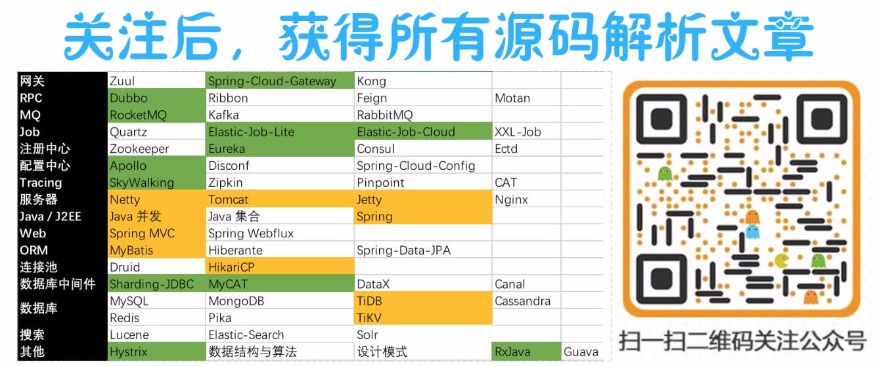 关注后，获得所有源码解析文章
网关 Zuul Spring-Cloud-Gateway Kong
RPC Dubbo Ribbon Feign Motan
MQ RocketMQ Kafka RabbitMQ
Job Quartz Elastic-Job-Lite Elastic-Job-Cloud XXL-Job
注册中心 Zookeeper Eureka Consul Ectd
配置中心 Apollo Disconf Spring-Cloud-Config
Tracing SkyWalking Zipkin Pinpoint CAT
服务器 Netty Tomcat Jetty Nginx
Java / J2EE Java 并发 Java 集合 Spring
Web Spring MVC Spring Webflux
ORM MyBatis Hiberante Spring-Data-JPA
连接池 Druid HikariCP
数据库中间件 Sharding-JDBC MyCAT DataX Canal
数据库 MySQL MongoDB TiDB Cassandra
Redis Pika TiKV
搜索 Lucene Elastic-Search Solr
其他 Hystrix 数据结构与算法 设计模式 RxJava Guava
扫一扫二维码关注公众号